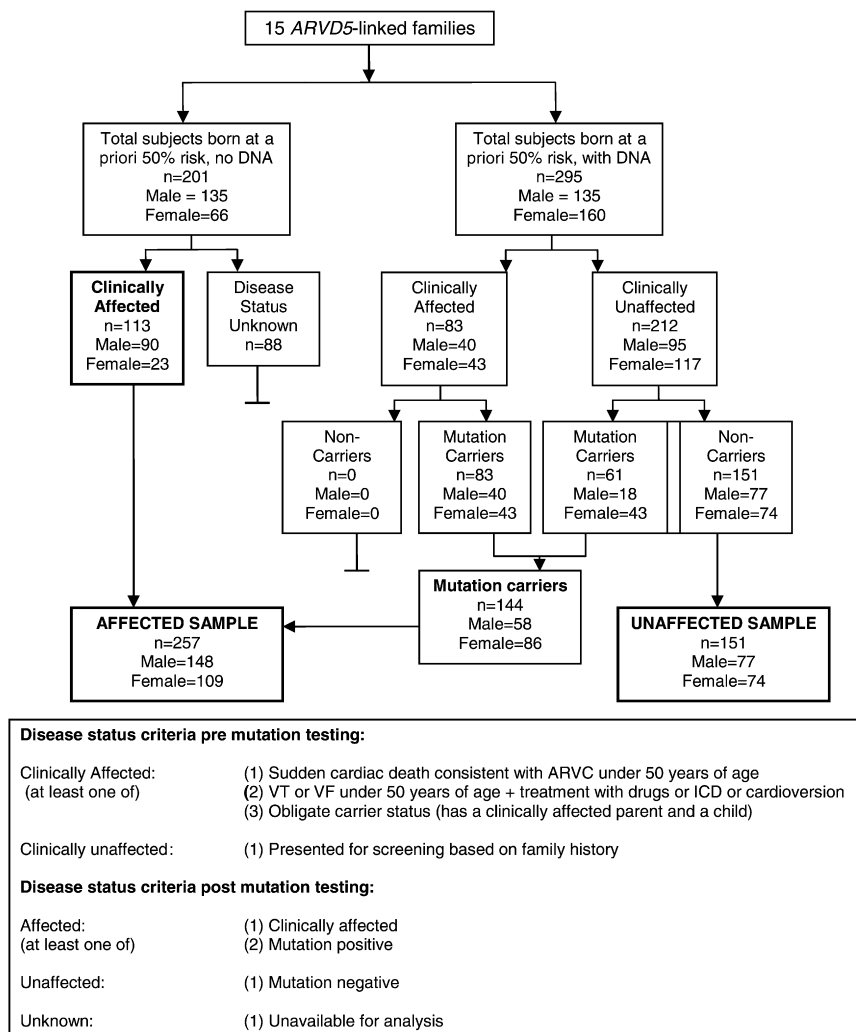 15 ARVD5-linked families
Total subjects born at a
priori 50% risk, no DNA
n=201
Male = 135
Female=66
Total subjects born at a
priori 50% risk, with DNA
n=295
Male = 135
Female=160
Clinically
Affected
n=113
Male=90
Female=23
Disease
Status
Unknown
n=88
Clinically
Affected
n=83
Male=40
Female=43
Clinically
Unaffected
n=212
Male=95
Female=117
Non-
Carriers
n=0
Male=0
Female=0
Mutation
Carriers
n=83
Male=40
Female=43
Mutation
Carriers
n=61
Male=18
Female=43
Non-
Carriers
n=151
Male=77
Female=74
Mutation carriers
n=144
Male=58
Female=86
AFFECTED SAMPLE
n=257
Male=148
Female=109
UNAFFECTED SAMPLE
n=151
Male=77
Female=74
Disease status criteria pre mutation testing:
Clinically Affected: (1) Sudden cardiac death consistent with ARVC under 50 years of age
(at least one of) (2) VT or VF under 50 years of age + treatment with drugs or ICD or cardioversion
(3) Obligate carrier status (has a clinically affected parent and a child)
Clinically unaffected: (1) Presented for screening based on family history
Disease status criteria post mutation testing:
Affected: (1) Clinically affected
(at least one of) (2) Mutation positive
Unaffected: (1) Mutation negative
Unknown: (1) Unavailable for analysis